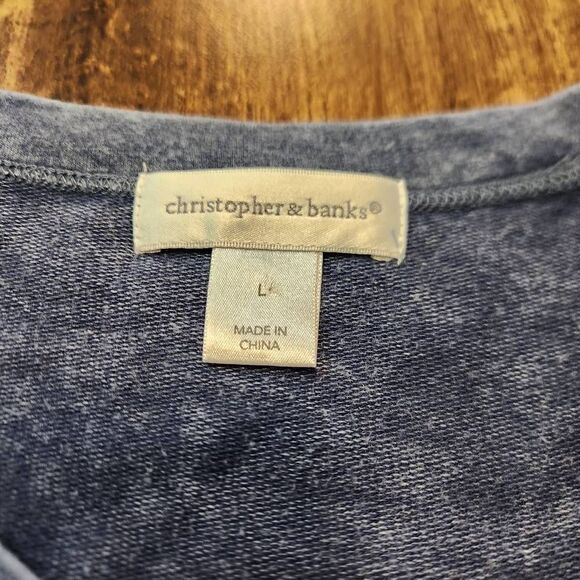 christopher & banks®
L
MADE IN
CHINA